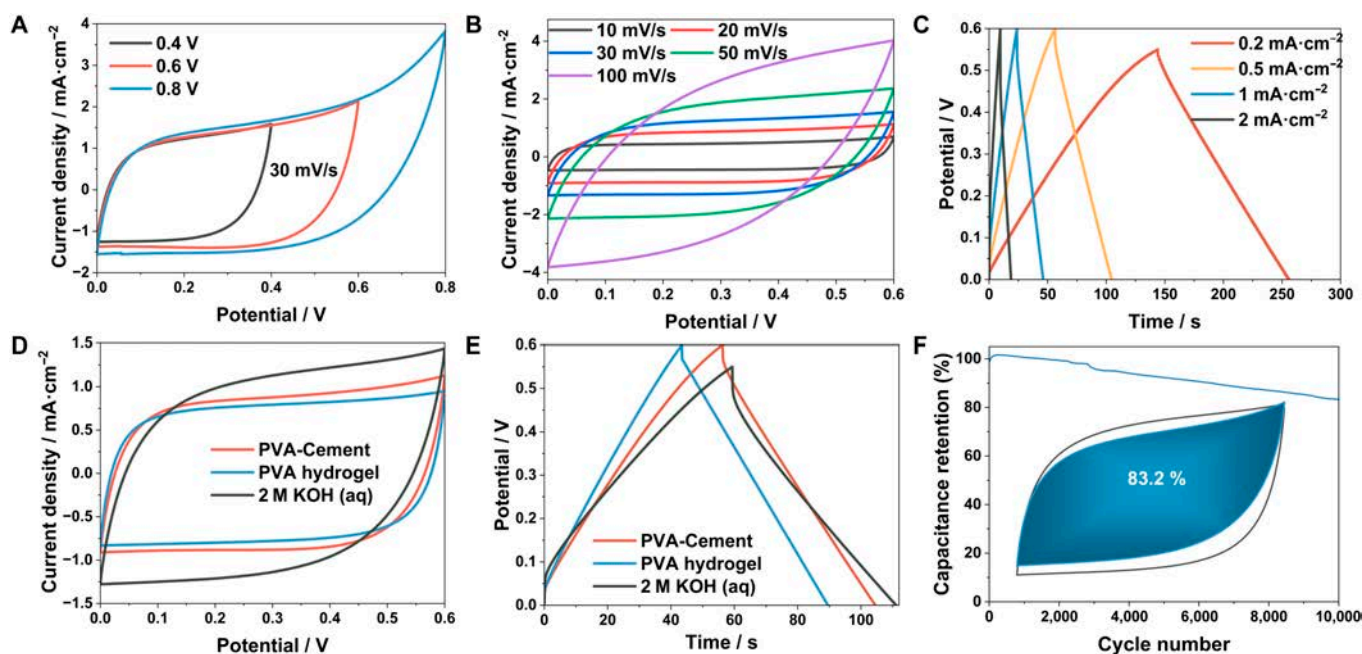 A
0.4 V
0.6 V
0.8 V
30 mV/s
Current density / mA·cm⁻²
4
3
2
1
0
−1
−2
0.0 0.2 0.4 0.6 0.8
Potential / V
B
10 mV/s 20 mV/s
30 mV/s 50 mV/s
100 mV/s
Current density / mA·cm⁻²
4
2
0
−2
−4
0.0 0.1 0.2 0.3 0.4 0.5 0.6
Potential / V
C
0.2 mA·cm⁻²
0.5 mA·cm⁻²
1 mA·cm⁻²
2 mA·cm⁻²
Potential / V
0.6
0.5
0.4
0.3
0.2
0.1
0.0
0 50 100 150 200 250 300
Time / s
D
PVA-Cement
PVA hydrogel
2 M KOH (aq)
Current density / mA·cm⁻²
1.5
1.0
0.5
0.0
−0.5
−1.0
−1.5
0.0 0.1 0.2 0.3 0.4 0.5 0.6
Potential / V
E
PVA-Cement
PVA hydrogel
2 M KOH (aq)
Potential / V
0.6
0.5
0.4
0.3
0.2
0.1
0.0
0 20 40 60 80 100
Time / s
F
83.2 %
Capacitance retention (%)
100
80
60
40
20
0
0 2,000 4,000 6,000 8,000 10,000
Cycle number